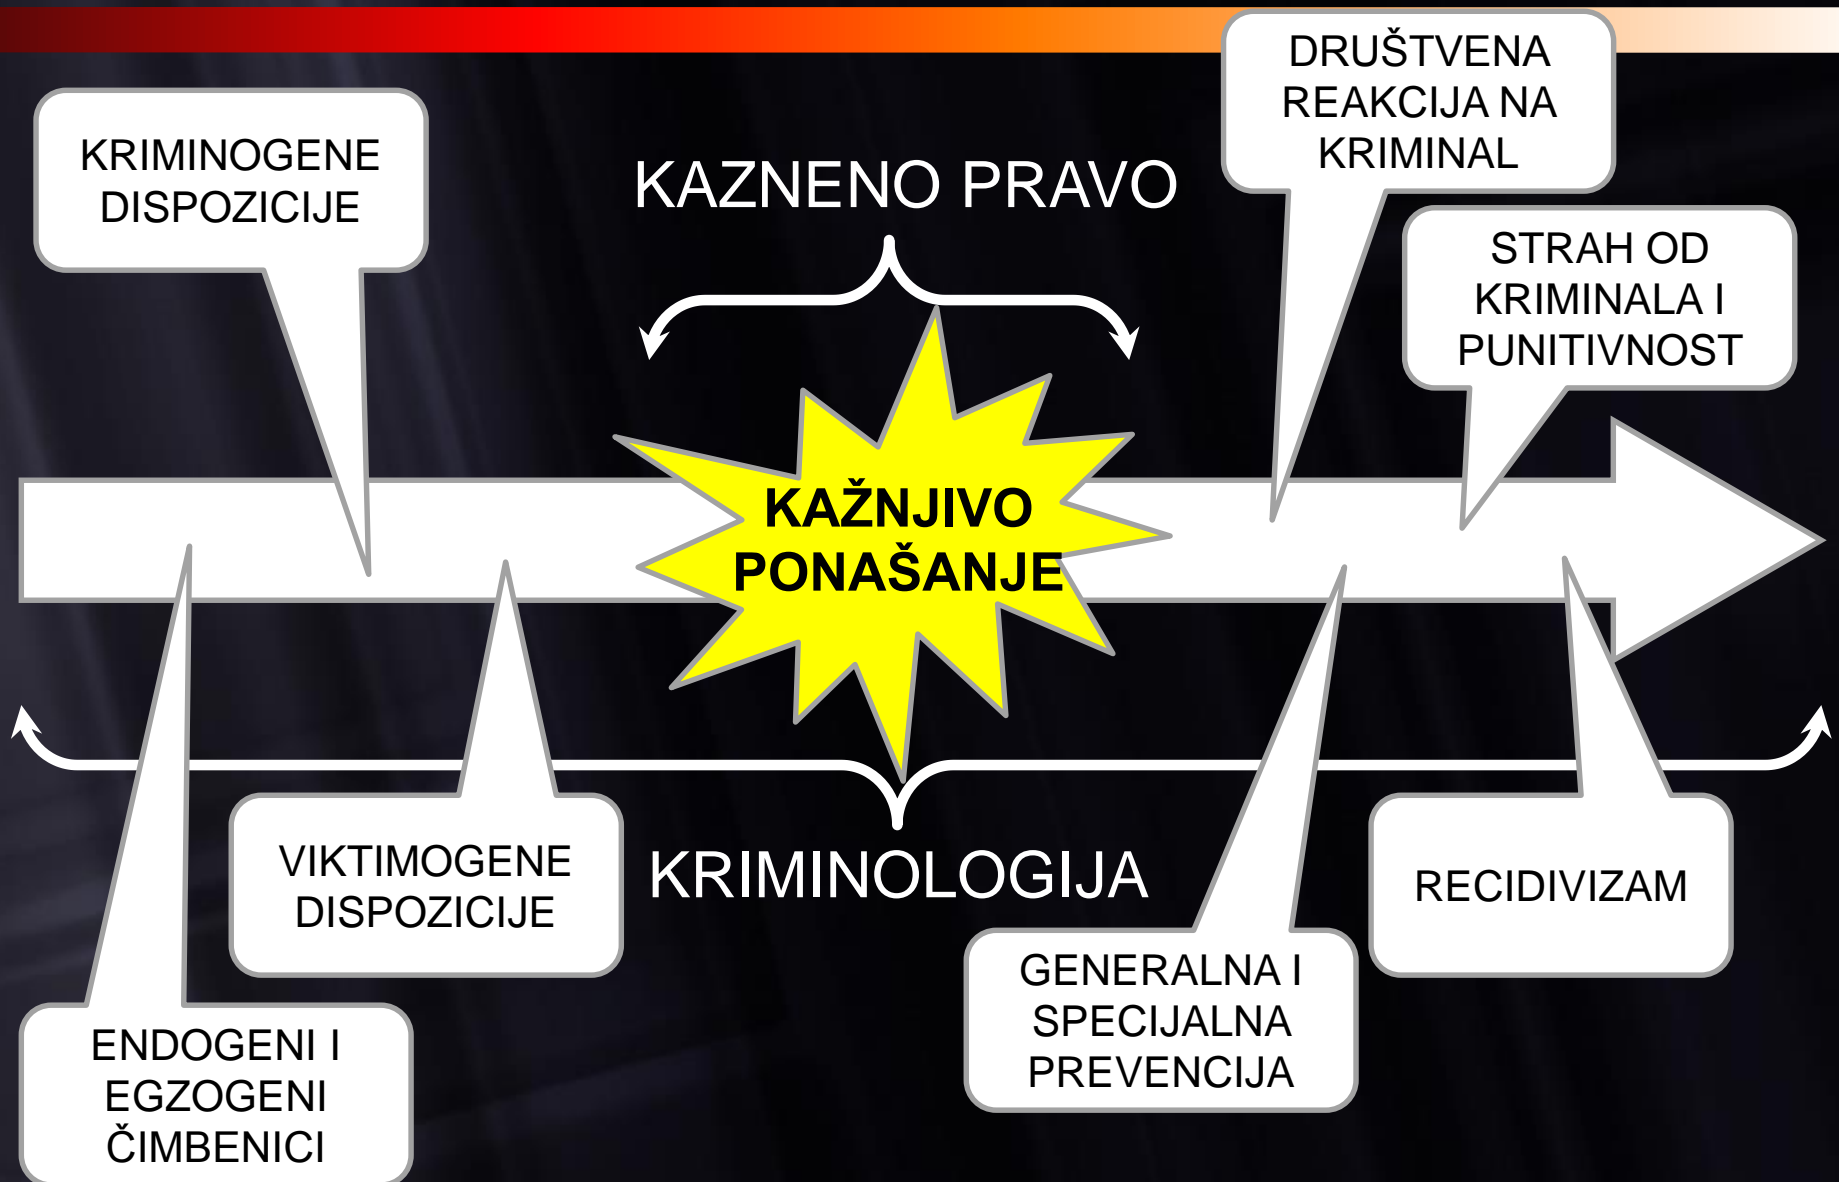 KRIMINOGENE
DISPOZICIJE
KAZNENO PRAVO
DRUŠTVENA
REAKCIJA NA
KRIMINAL
STRAH OD
KRIMINALA I
PUNITIVNOST
KAŽNJIVO
PONAŠANJE
VIKTIMOGENE
DISPOZICIJE
KRIMINOLOGIJA
RECIDIVIZAM
ENDOGENI I
EGZOGENI
ČIMBENICI
GENERALNA I
SPECIJALNA
PREVENCIJA